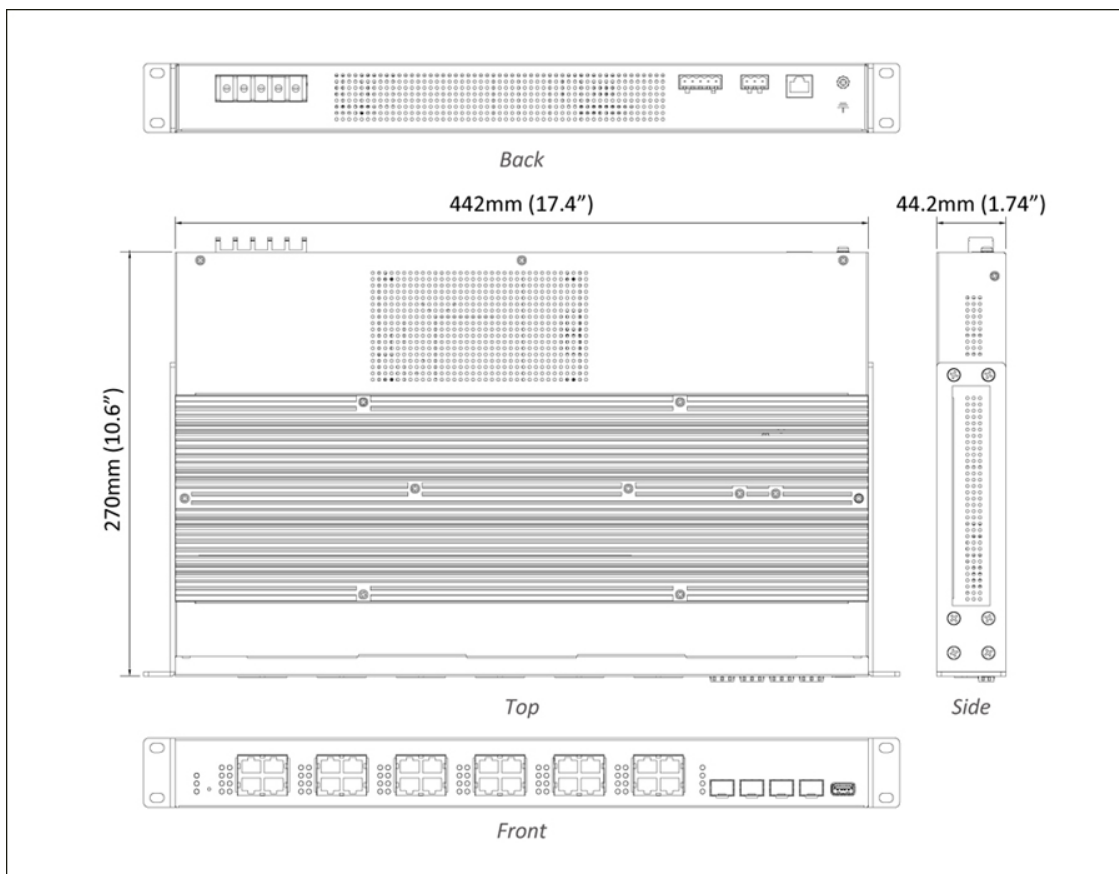 Back
442mm (17.4”)
44.2mm (1.74”)
270mm (10.6”)
Top
Side
Front